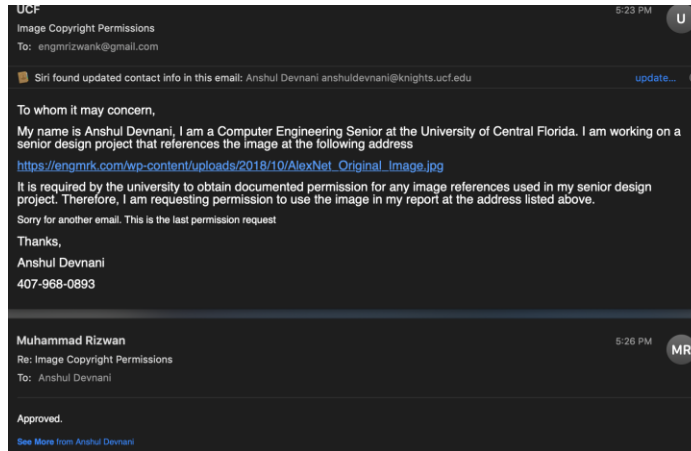 UCF
5:23 PM
U
Image Copyright Permissions
To: engmrizwank@gmail.com
Siri found updated contact info in this email: Anshul Devnani anshuldevnani@knights.ucf.edu
update...
To whom it may concern,
My name is Anshul Devnani, I am a Computer Engineering Senior at the University of Central Florida. I am working on a
senior design project that references the image at the following address
https://engmrk.com/wp-content/uploads/2018/10/AlexNet_Original_Image.jpg
It is required by the university to obtain documented permission for any image references used in my senior design
project. Therefore, I am requesting permission to use the image in my report at the address listed above.
Sorry for another email. This is the last permission request
Thanks,
Anshul Devnani
407-968-0893
Muhammad Rizwan
5:26 PM
MR
Re: Image Copyright Permissions
To: Anshul Devnani
Approved.
See More from Anshul Devnani